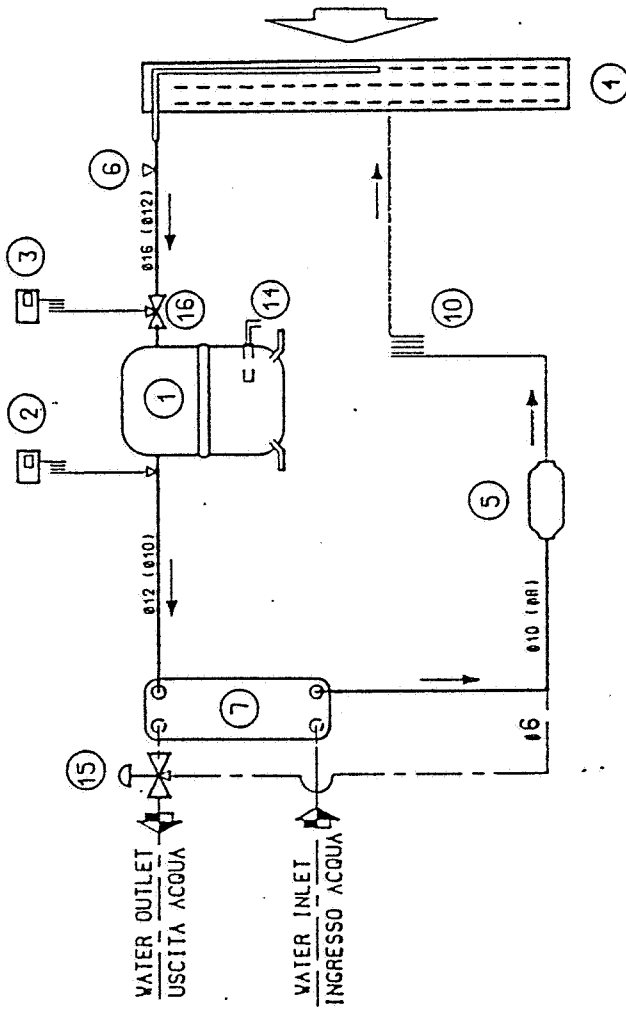 4
6
ø16 (ø12)
3
16
14
1
2
10
5
ø12 (ø10)
ø10 (ø8)
7
ø6
15
WATER OUTLET
USCITA ACQUA
WATER INLET
INGRESSO ACQUA